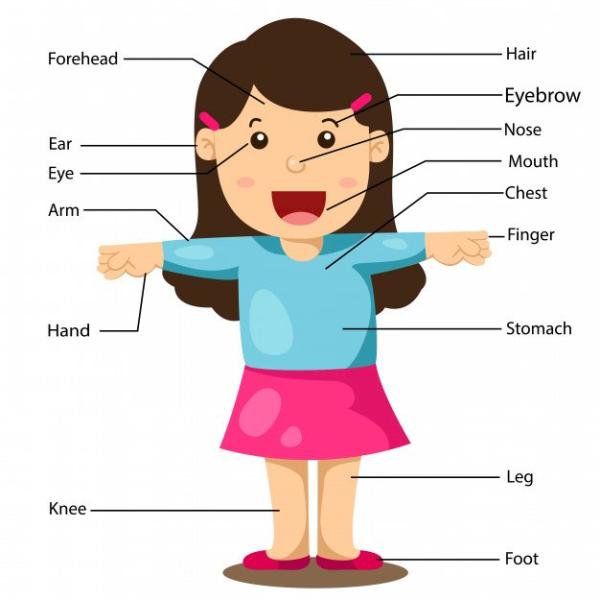 Forehead
Ear
Eye
Arm
Hand
Knee
Hair
Eyebrow
Nose
Mouth
Chest
Finger
Stomach
Leg
Foot